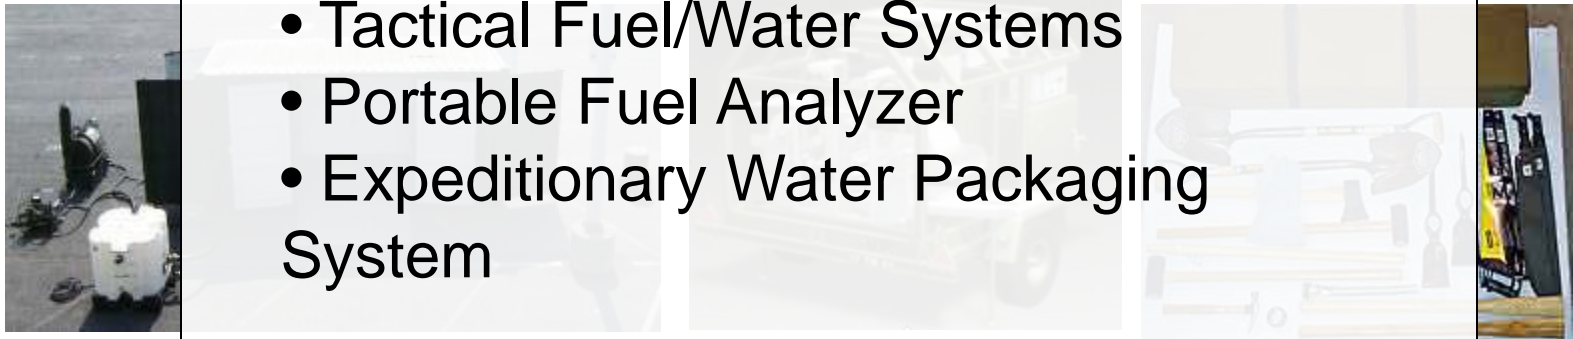 • Tactical Fuel/Water Systems
• Portable Fuel Analyzer
• Expeditionary Water Packaging
System